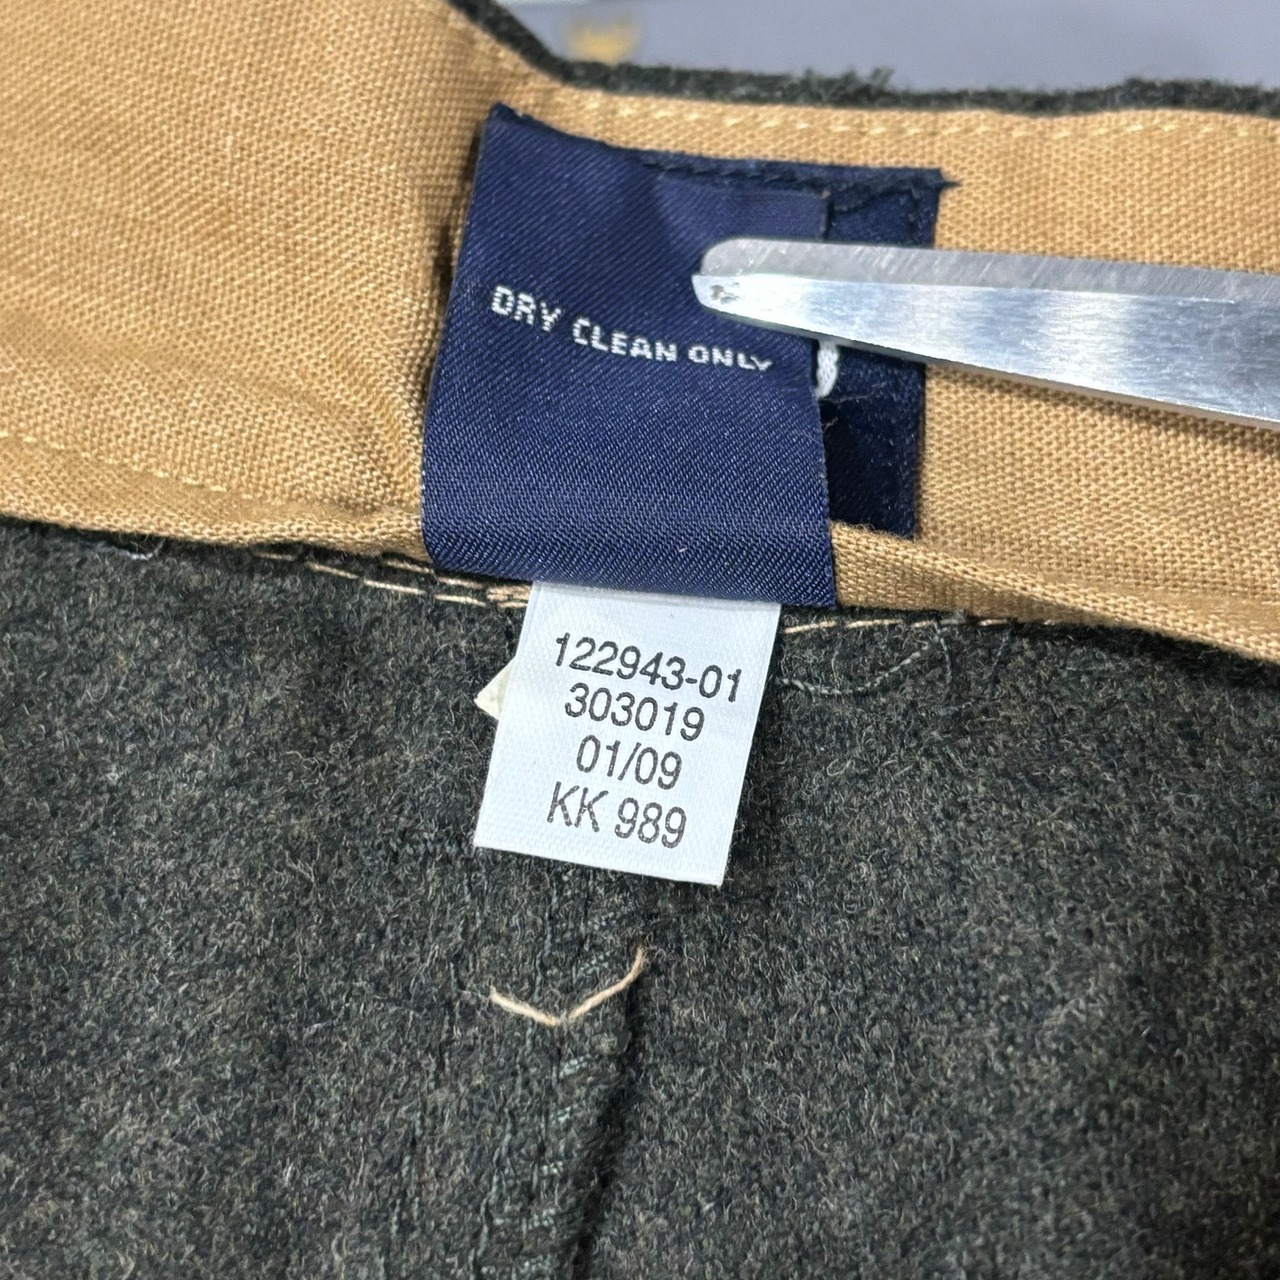 DRY CLEAN ONLY
122943-01
303019
01/09
KK 989